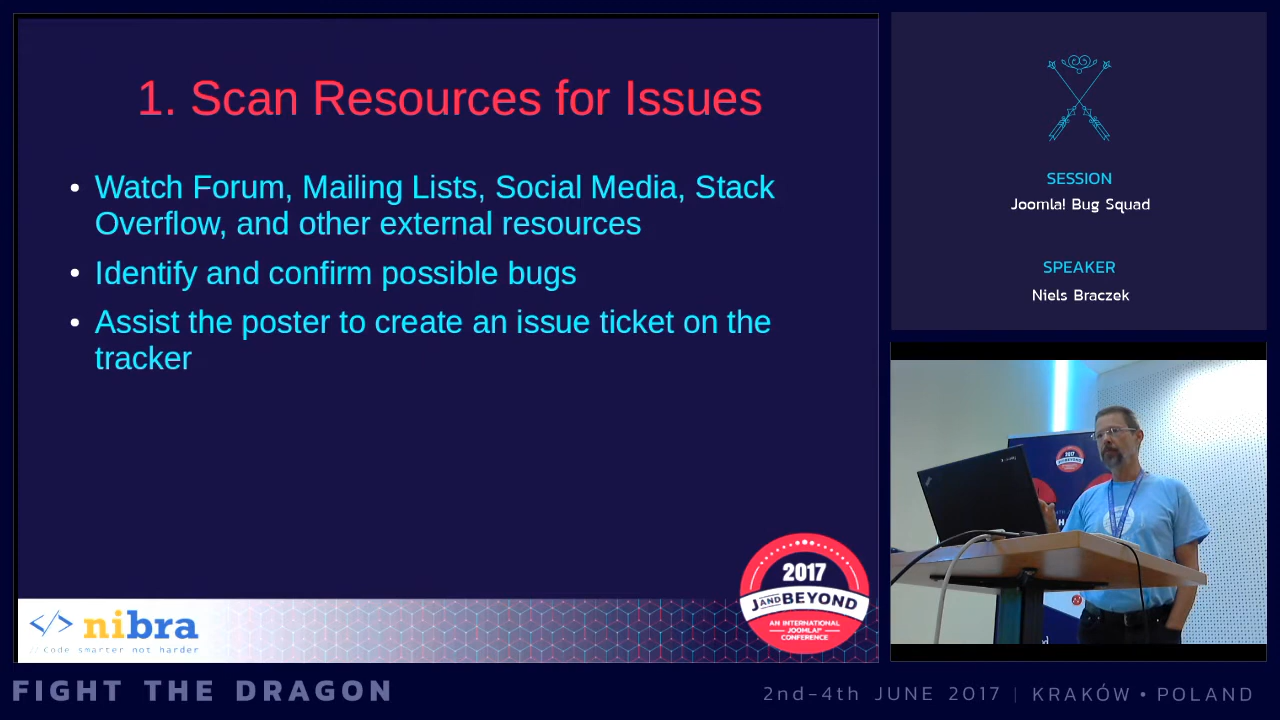 1. Scan Resources for Issues
• Watch Forum, Mailing Lists, Social Media, Stack
Overflow, and other external resources
• Identify and confirm possible bugs
• Assist the poster to create an issue ticket on the
tracker
</> nibra
// Code smarter not harder
2017
J AND BEYOND
AN INTERNATIONAL
JOOMLA!®
CONFERENCE
SESSION
Joomla! Bug Squad
SPEAKER
Niels Braczek
2017
FIGHT THE DRAGON
2nd-4th JUNE 2017 | KRAKÓW • POLAND